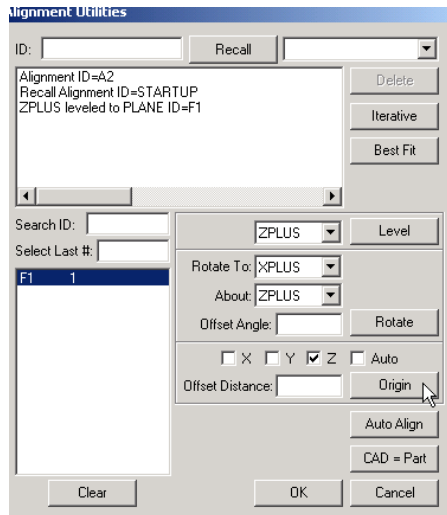 Alignment Utilities
ID: Recall
Alignment ID=A2
Recall Alignment ID=STARTUP
ZPLUS leveled to PLANE ID=F1
Delete
Iterative
Best Fit
Search ID:
Select Last #:
F1 1
ZPLUS Level
Rotate To: XPLUS
About: ZPLUS
Offset Angle: Rotate
X Y Z Auto
Offset Distance: Origin
Auto Align
CAD = Part
Clear OK Cancel